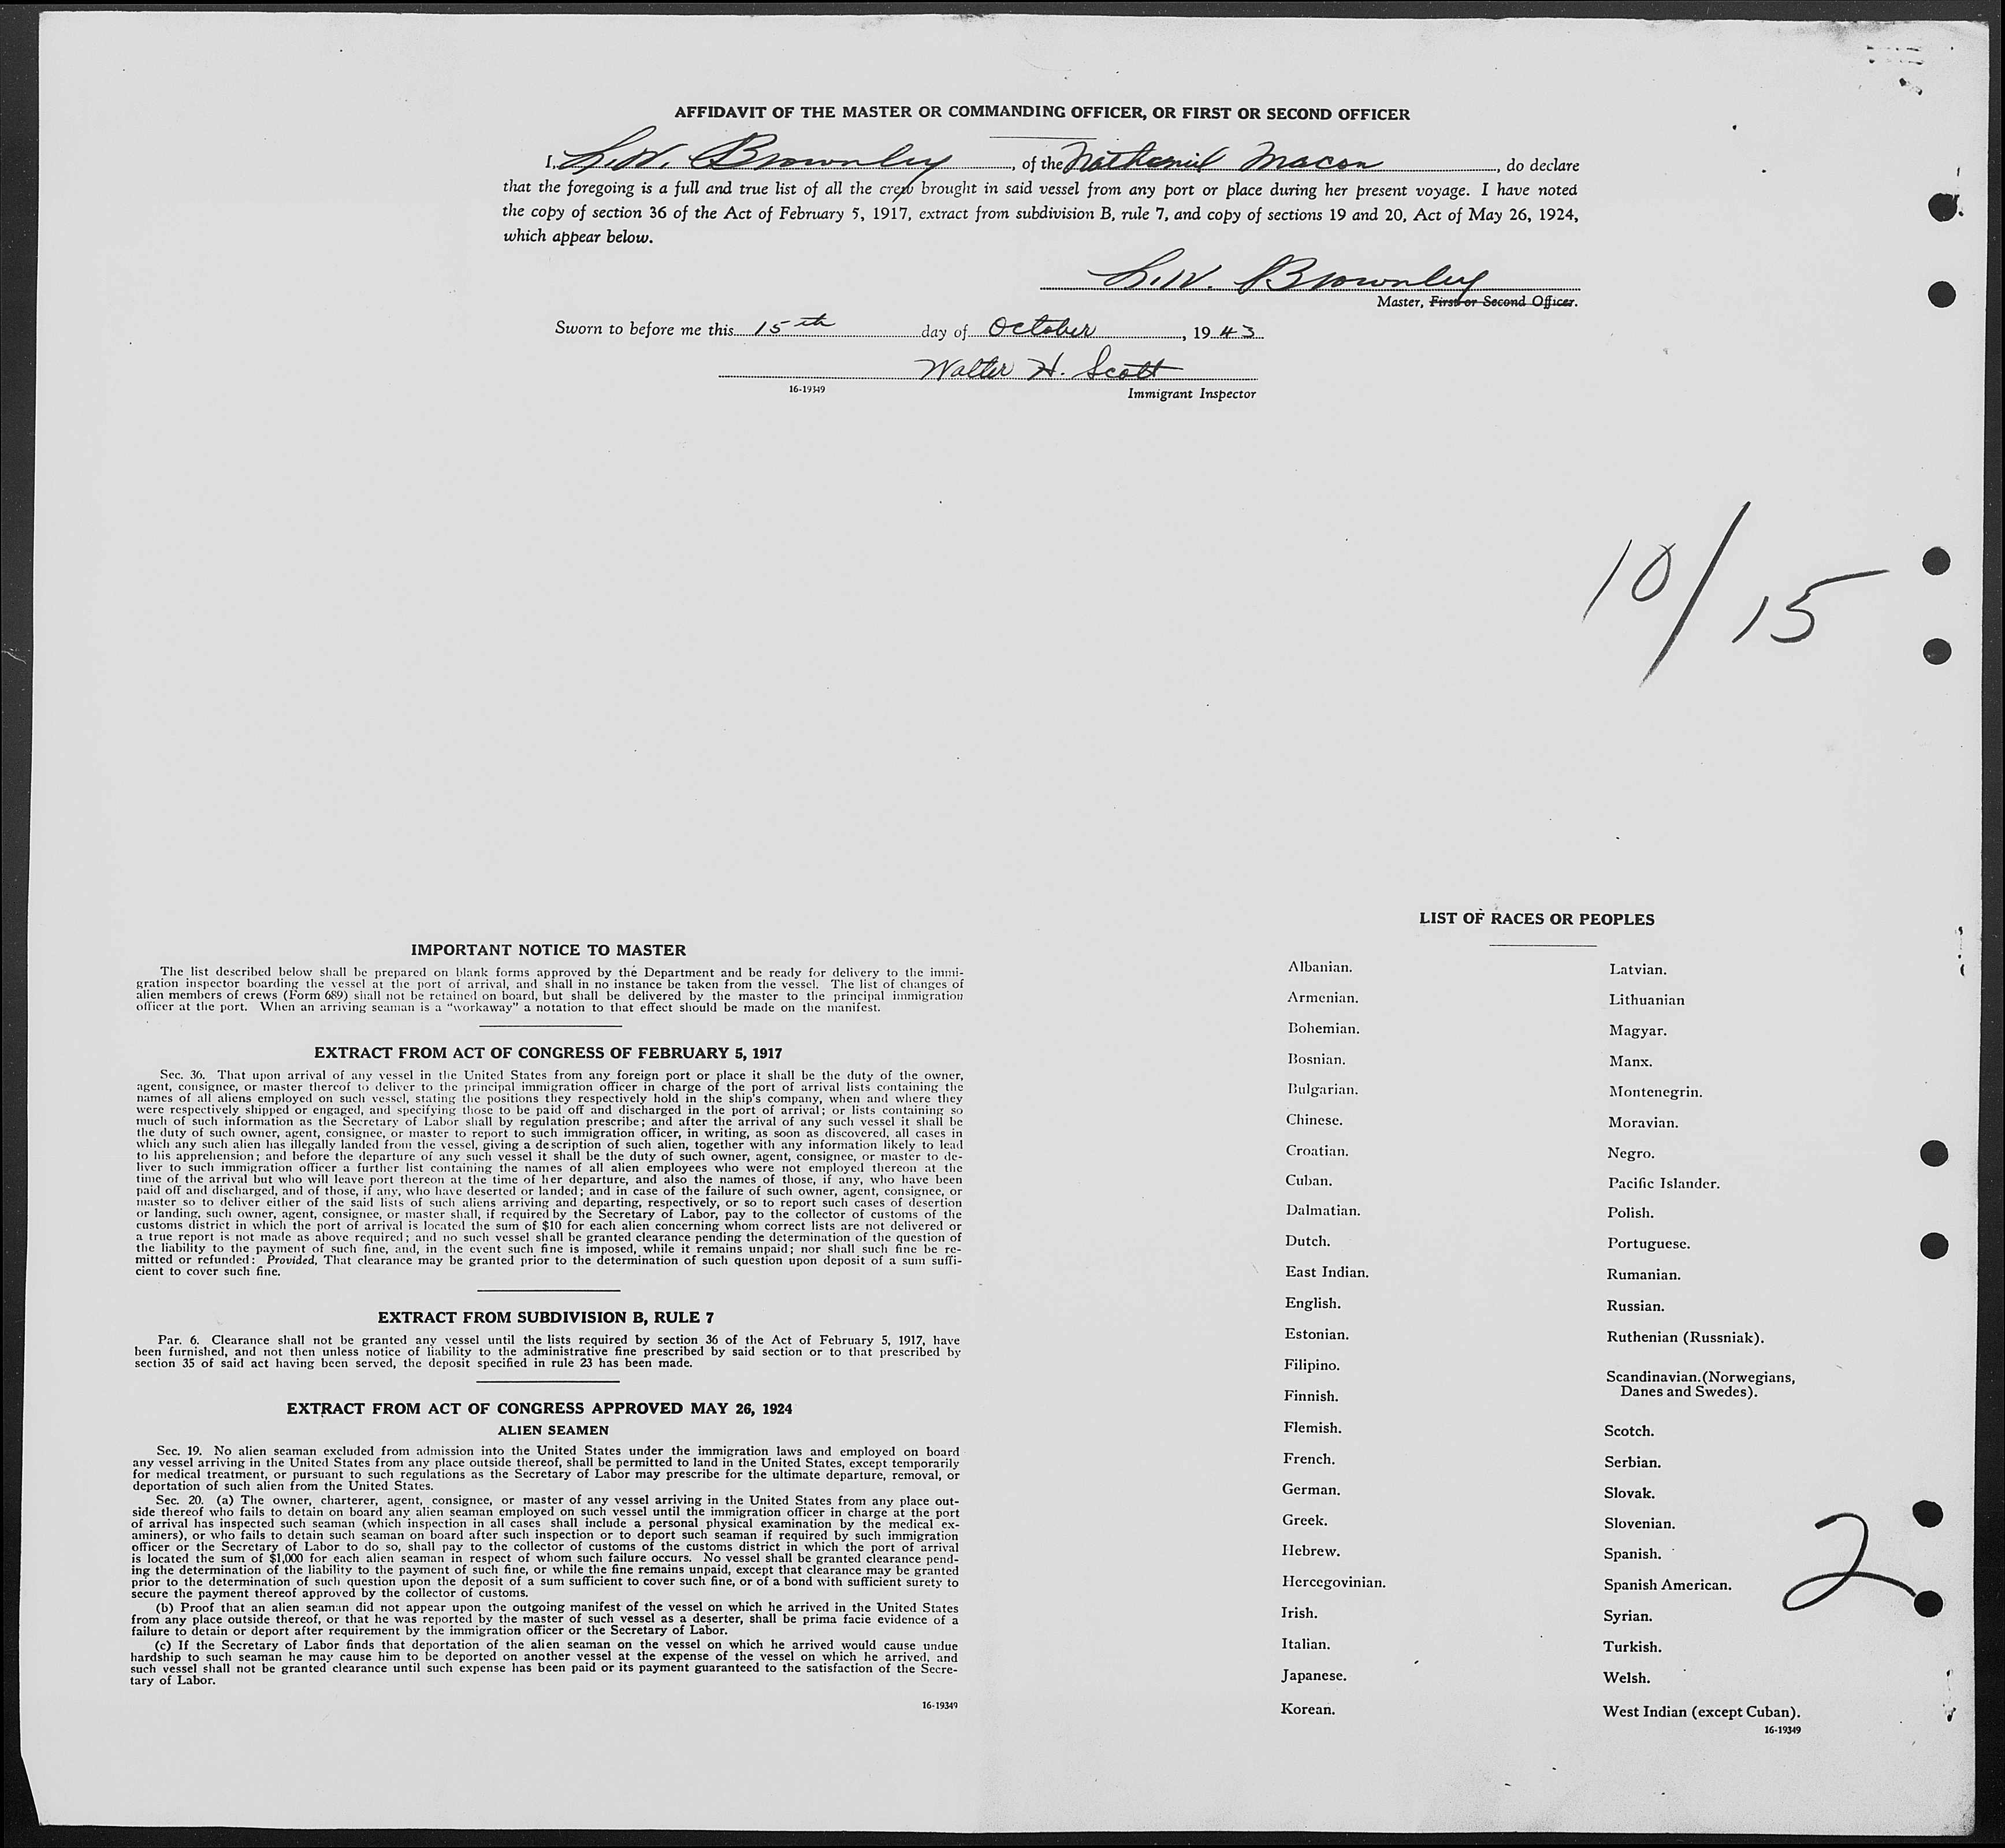 AFFIDAVIT OF THE MASTER OR COMMANDING OFFICER, OR FIRST OR SECOND OFFICER
I, L.W. Brownley, of the Nathaniel Macon, do declare
that the foregoing is a full and true list of all the crew brought in said vessel from any port or place during her present voyage. I have noted
the copy of section 36 of the Act of February 5, 1917, extract from subdivision B, rule 7, and copy of sections 19 and 20, Act of May 26, 1924,
which appear below.
L.W. Brownley
Master, First or Second Officer.
Sworn to before me this 15th day of October, 1943
Walter H. Scott
16-19349
Immigrant Inspector
10/15
IMPORTANT NOTICE TO MASTER
The list described below shall be prepared on blank forms approved by the Department and be ready for delivery to the immi-
gration inspector boarding the vessel at the port of arrival, and shall in no instance be taken from the vessel. The list of changes of
alien members of crews (Form 689) shall not be retained on board, but shall be delivered by the master to the principal immigration
officer at the port. When an arriving seaman is a "workaway" a notation to that effect should be made on the manifest.
EXTRACT FROM ACT OF CONGRESS OF FEBRUARY 5, 1917
Sec. 36. That upon arrival of any vessel in the United States from any foreign port or place it shall be the duty of the owner,
agent, consignee, or master thereof to deliver to the principal immigration officer in charge of the port of arrival lists containing the
names of all aliens employed on such vessel, stating the positions they respectively hold in the ship's company, when and where they
were respectively shipped or engaged, and specifying those to be paid off and discharged in the port of arrival; or lists containing so
much of such information as the Secretary of Labor shall by regulation prescribe; and after the arrival of any such vessel it shall be
the duty of such owner, agent, consignee, or master to report to such immigration officer, in writing, as soon as discovered, all cases in
which any such alien has illegally landed from the vessel, giving a description of such alien, together with any information likely to lead
to his apprehension; and before the departure of any such vessel it shall be the duty of such owner, agent, consignee, or master to de-
liver to such immigration officer a further list containing the names of all alien employees who were not employed thereon at the
time of the arrival but who will leave port thereon at the time of her departure, and also the names of those, if any, who have been
paid off and discharged, and of those, if any, who have deserted or landed; and in case of the failure of such owner, agent, consignee, or
master so to deliver either of the said lists of such aliens arriving and departing, respectively, or so to report such cases of desertion
or landing, such owner, agent, consignee, or master shall, if required by the Secretary of Labor, pay to the collector of customs of the
customs district in which the port of arrival is located the sum of $10 for each alien concerning whom correct lists are not delivered or
a true report is not made as above required; and no such vessel shall be granted clearance pending the determination of the question of
the liability to the payment of such fine, and, in the event such fine is imposed, while it remains unpaid; nor shall such fine be re-
mitted or refunded: Provided, That clearance may be granted prior to the determination of such question upon deposit of a sum suffi-
cient to cover such fine.
EXTRACT FROM SUBDIVISION B, RULE 7
Par. 6. Clearance shall not be granted any vessel until the lists required by section 36 of the Act of February 5, 1917, have
been furnished, and not then unless notice of liability to the administrative fine prescribed by said section or to that prescribed by
section 35 of said act having been served, the deposit specified in rule 23 has been made.
EXTRACT FROM ACT OF CONGRESS APPROVED MAY 26, 1924
ALIEN SEAMEN
Sec. 19. No alien seaman excluded from admission into the United States under the immigration laws and employed on board
any vessel arriving in the United States from any place outside thereof, shall be permitted to land in the United States, except temporarily
for medical treatment, or pursuant to such regulations as the Secretary of Labor may prescribe for the ultimate departure, removal, or
deportation of such alien from the United States.
Sec. 20. (a) The owner, charterer, agent, consignee, or master of any vessel arriving in the United States from any place out-
side thereof who fails to detain on board any alien seaman employed on such vessel until the immigration officer in charge at the port
of arrival has inspected such seaman (which inspection in all cases shall include a personal physical examination by the medical ex-
aminers), or who fails to detain such seaman on board after such inspection or to deport such seaman if required by such immigration
officer or the Secretary of Labor to do so, shall pay to the collector of customs of the customs district in which the port of arrival
is located the sum of $1,000 for each alien seaman in respect of whom such failure occurs. No vessel shall be granted clearance pend-
ing the determination of the liability to the payment of such fine, or while the fine remains unpaid, except that clearance may be granted
prior to the determination of such question upon the deposit of a sum sufficient to cover such fine, or of a bond with sufficient surety to
secure the payment thereof approved by the collector of customs.
(b) Proof that an alien seaman did not appear upon the outgoing manifest of the vessel on which he arrived in the United States
from any place outside thereof, or that he was reported by the master of such vessel as a deserter, shall be prima facie evidence of a
failure to detain or deport after requirement by the immigration officer or the Secretary of Labor.
(c) If the Secretary of Labor finds that deportation of the alien seaman on the vessel on which he arrived would cause undue
hardship to such seaman he may cause him to be deported on another vessel at the expense of the vessel on which he arrived, and
such vessel shall not be granted clearance until such expense has been paid or its payment guaranteed to the satisfaction of the Secre-
tary of Labor.
16-19349
LIST OF RACES OR PEOPLES
Albanian.
Armenian.
Bohemian.
Bosnian.
Bulgarian.
Chinese.
Croatian.
Cuban.
Dalmatian.
Dutch.
East Indian.
English.
Estonian.
Filipino.
Finnish.
Flemish.
French.
German.
Greek.
Hebrew.
Hercegovinian.
Irish.
Italian.
Japanese.
Korean.
Latvian.
Lithuanian
Magyar.
Manx.
Montenegrin.
Moravian.
Negro.
Pacific Islander.
Polish.
Portuguese.
Rumanian.
Russian.
Ruthenian (Russniak).
Scandinavian.(Norwegians,
Danes and Swedes).
Scotch.
Serbian.
Slovak.
Slovenian.
Spanish.
Spanish American.
Syrian.
Turkish.
Welsh.
West Indian (except Cuban).
16-19349
2